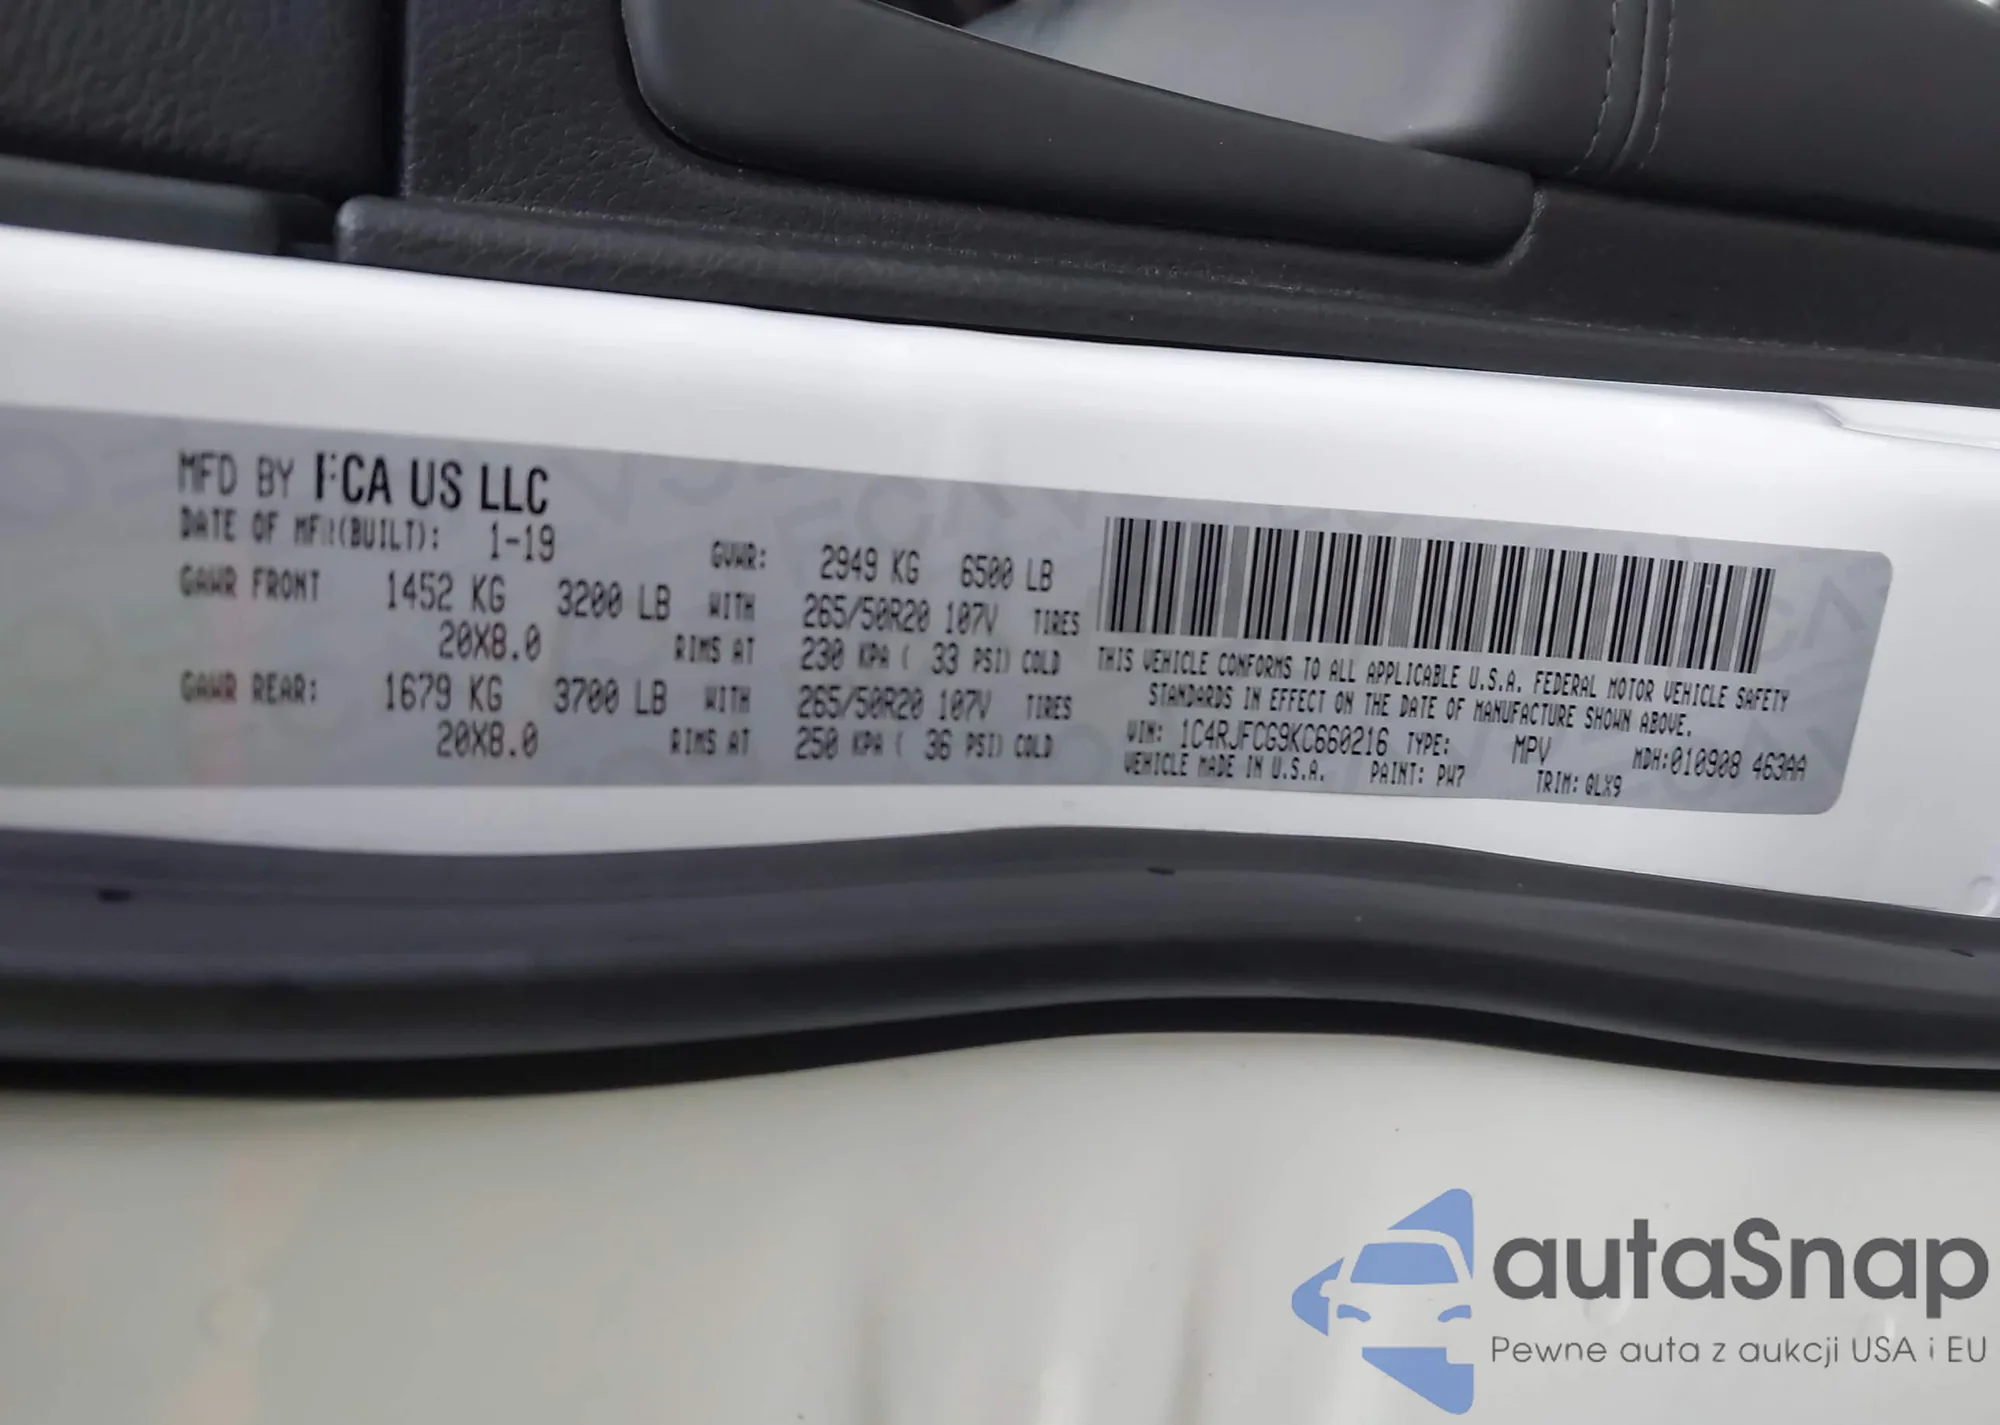 MFD BY FCA US LLC
DATE OF MFR(BUILT): 1-19
GVWR: 2949 KG 6500 LB
GAWR FRONT 1452 KG 3200 LB WITH 265/50R20 107V TIRES
20X8.0 RIMS AT 230 KPA ( 33 PSI) COLD
GAWR REAR: 1679 KG 3700 LB WITH 265/50R20 107V TIRES
20X8.0 RIMS AT 250 KPA ( 36 PSI) COLD
THIS VEHICLE CONFORMS TO ALL APPLICABLE U.S.A. FEDERAL MOTOR VEHICLE SAFETY
STANDARDS IN EFFECT ON THE DATE OF MANUFACTURE SHOWN ABOVE.
VIN: 1C4RJFCG9KC660216 TYPE: MPV MDH:010908 463AA
VEHICLE MADE IN U.S.A. PAINT: PW7 TRIM: QLX9
autaSnap
Pewne auta z aukcji USA i EU